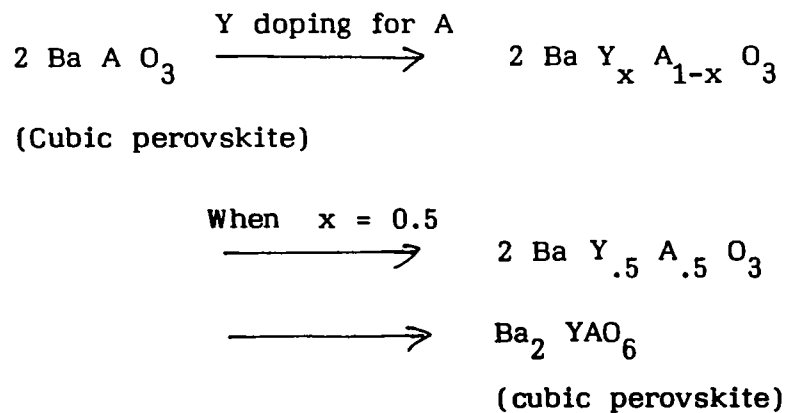 Y doping for A
2 Ba A O₃ ⟶ 2 Ba Yₓ A₁₋ₓ O₃
(Cubic perovskite)
When x = 0.5
⟶ 2 Ba Y.₅ A.₅ O₃
⟶ Ba₂ YAO₆
(cubic perovskite)